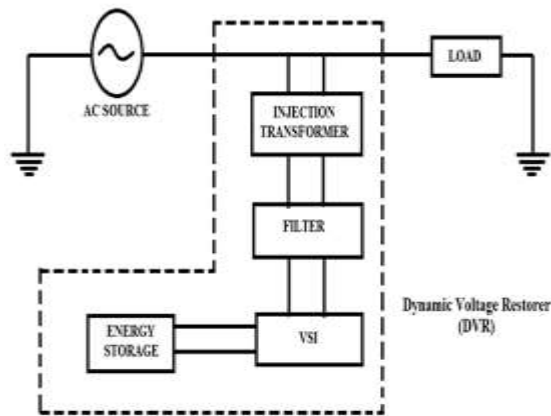 AC SOURCE
LOAD
INJECTION
TRANSFORMER
FILTER
ENERGY
STORAGE
VSI
Dynamic Voltage Restorer
(DVR)